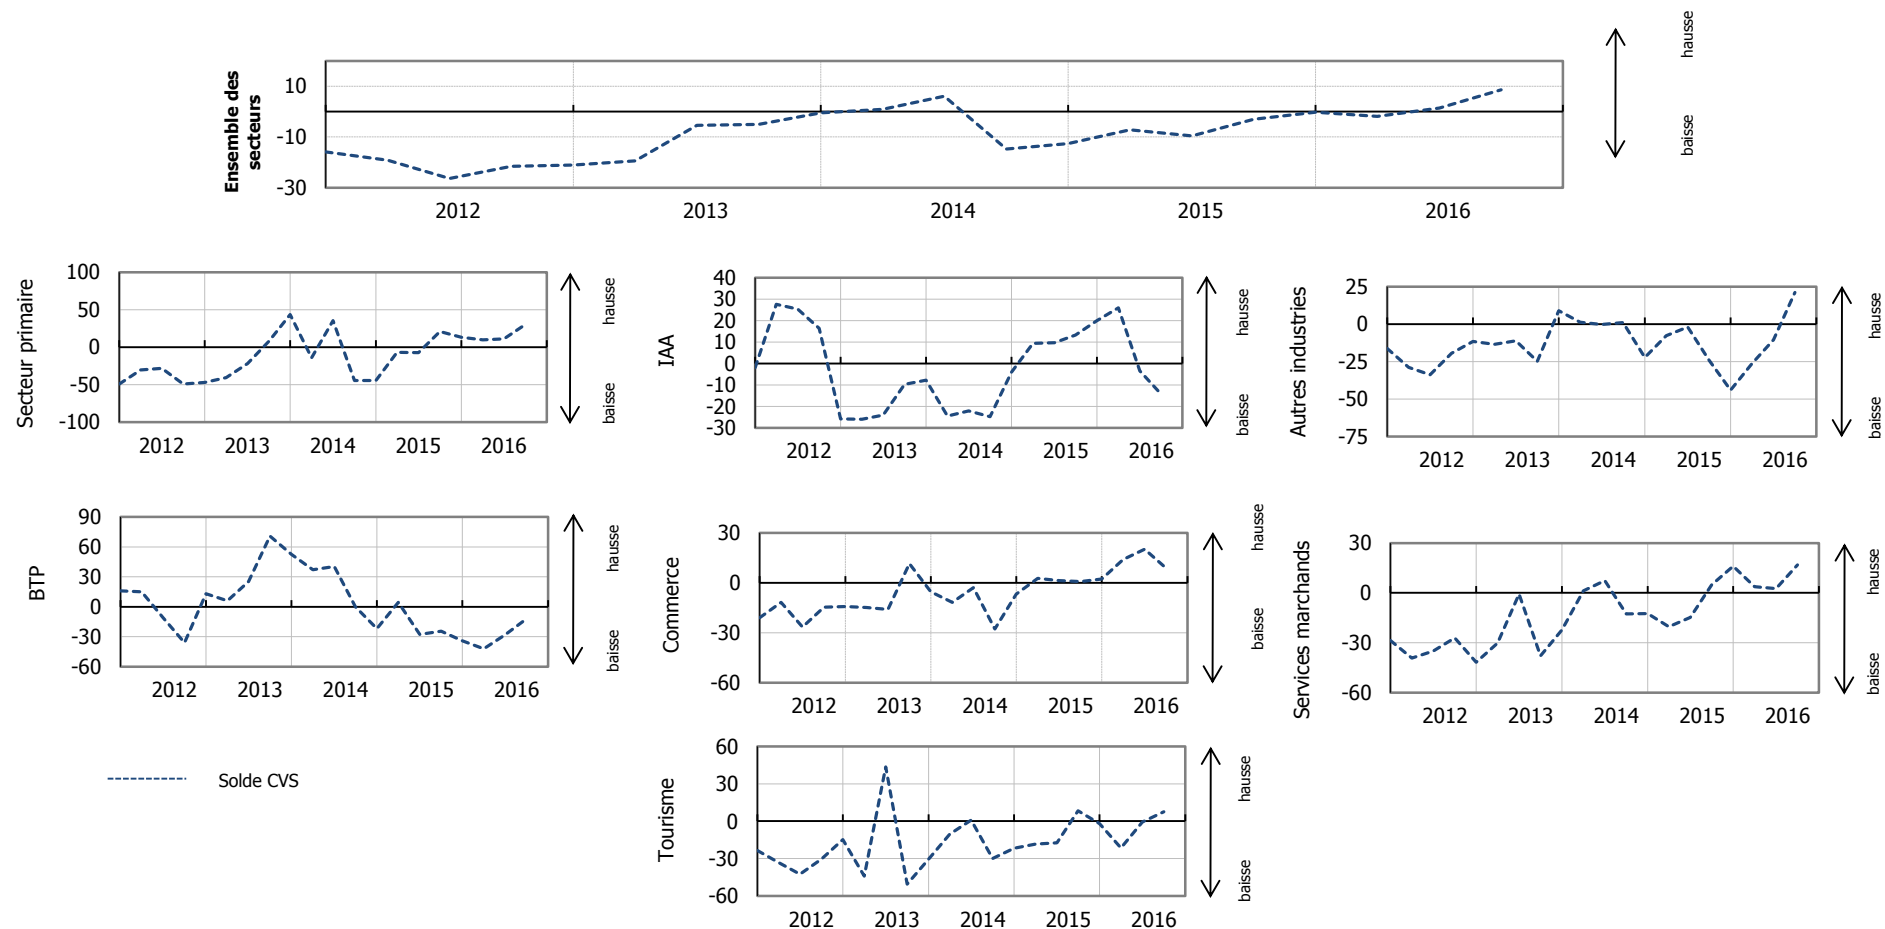 hausse
baisse
Ensemble des
secteurs
10
-10
-30
2012 2013 2014 2015 2016
Secteur primaire
100
50
0
-50
-100
2012 2013 2014 2015 2016
hausse
baisse
IAA
40
30
20
10
0
-10
-20
-30
2012 2013 2014 2015 2016
hausse
baisse
Autres industries
25
0
-25
-50
-75
2012 2013 2014 2015 2016
hausse
baisse
BTP
90
60
30
0
-30
-60
2012 2013 2014 2015 2016
hausse
baisse
Commerce
30
0
-30
-60
2012 2013 2014 2015 2016
hausse
baisse
Services marchands
30
0
-30
-60
2012 2013 2014 2015 2016
hausse
baisse
Solde CVS
Tourisme
60
30
0
-30
-60
2012 2013 2014 2015 2016
hausse
baisse